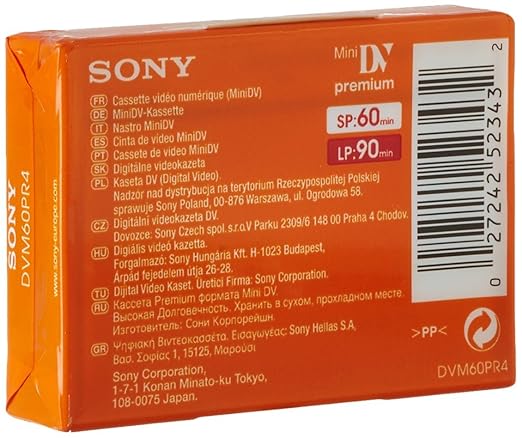 SONY
DVM60PR4
www.sony-europe.com
SONY
Mini DV
premium
SP:60min
LP:90min
FR Cassette vidéo numérique (MiniDV)
DE MiniDV-Kassette
IT Nastro MiniDV
ES Cinta de vídeo MiniDV
PT Cassete de vídeo MiniDV
SK Digitálne videokazeta
PL Kaseta DV (Digital Video).
Nadzór nad dystrybucja na terytorium Rzeczypospolitej Polskiej
sprawuje Sony Poland, 00-876 Warszawa, ul. Ogrodowa 58.
CZ Digitální videokazeta DV.
Dovozce: Sony Czech spol.s r.o.V Parku 2309/6 148 00 Praha 4 Chodov.
HU Digiális videó kazetta.
Forgalmazó: Sony Hungária Kft. H-1023 Budapest,
Árpád fejedelem útja 26-28.
TU Dijital Video Kaset. Üretici Firma: Sony Corporation.
RU Кассета Premium формата Mini DV.
Высокая Долговечность. Хранить в сухом, прохладном месте.
Изготовитель: Сони Корпорейшн.
GR Ψηφιακή Βιντεοκασσέτα. Εισαγωγέας: Sony Hellas S.A,
Βασ. Σοφίας 1, 15125, Μαρούσι
Sony Corporation,
1-7-1 Konan Minato-ku Tokyo,
108-0075 Japan.
0 27242 52343 2
>PP<
DVM60PR4